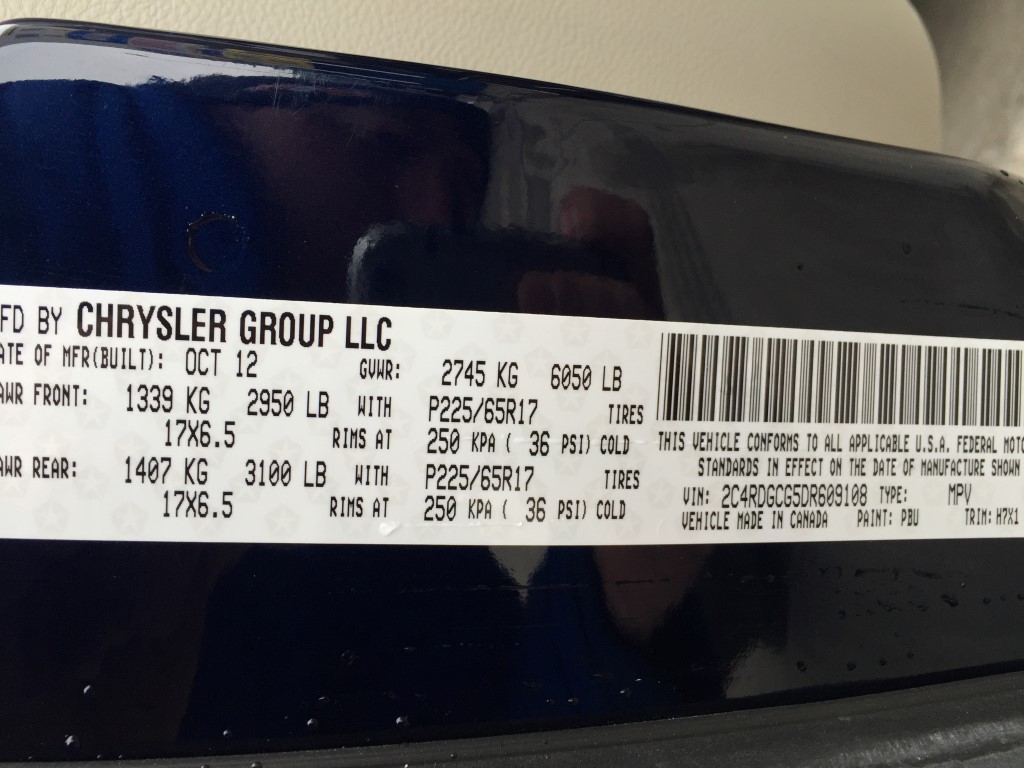 FD BY CHRYSLER GROUP LLC
ATE OF MFR(BUILT): OCT 12 GVWR: 2745 KG 6050 LB
AWR FRONT: 1339 KG 2950 LB WITH P225/65R17 TIRES
17X6.5 RIMS AT 250 KPA ( 36 PSI) COLD
AWR REAR: 1407 KG 3100 LB WITH P225/65R17 TIRES
17X6.5 RIMS AT 250 KPA ( 36 PSI) COLD
THIS VEHICLE CONFORMS TO ALL APPLICABLE U.S.A. FEDERAL MOTO
STANDARDS IN EFFECT ON THE DATE OF MANUFACTURE SHOWN
VIN: 2C4RDGCG5DR609108 TYPE: MPV
VEHICLE MADE IN CANADA PAINT: PBU TRIM: H7X1